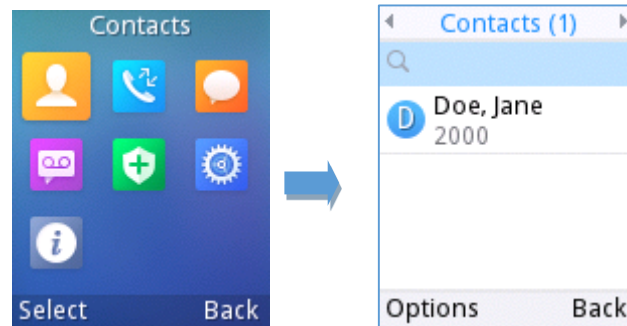 Contacts
Select Back
Contacts (1)
D
Doe, Jane
2000
Options Back